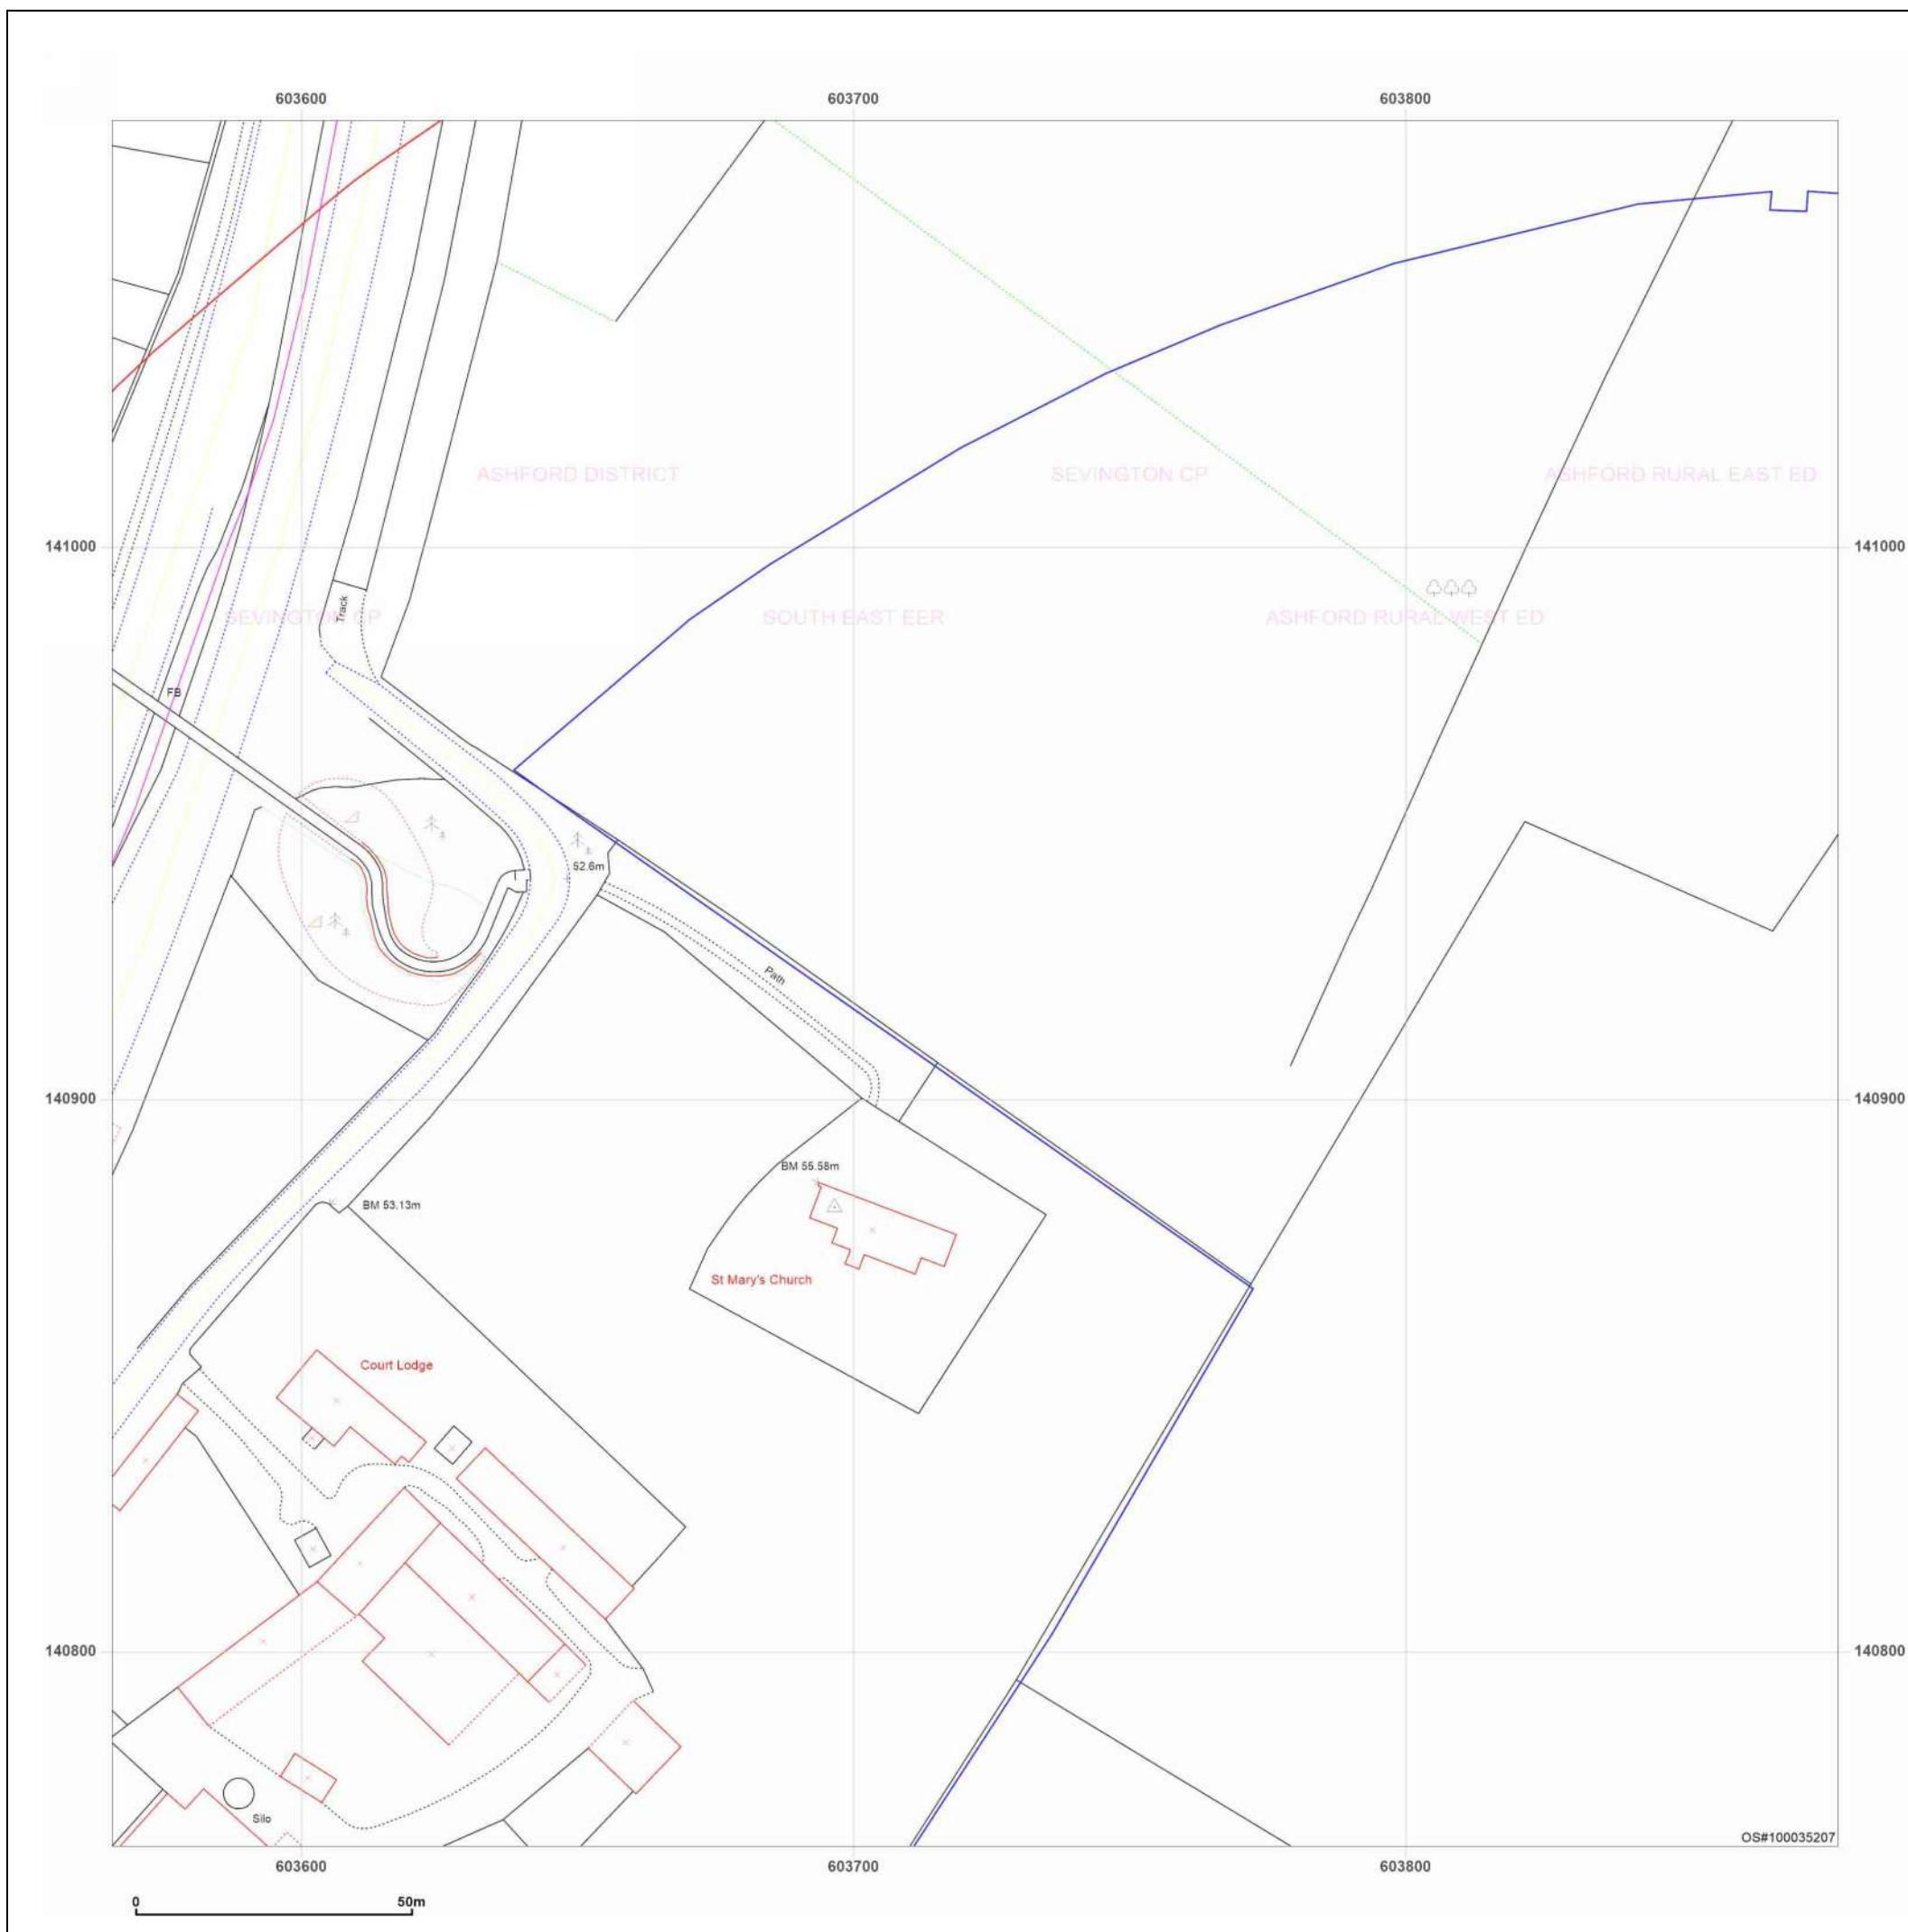 603600 603700 603800
ASHFORD DISTRICT SEVINGTON CP ASHFORD RURAL EAST ED
141000 141000
Track
SEVINGTON CP SOUTH EAST EER ASHFORD RURAL WEST ED
FB
52.6m
Path
140900 140900
BM 55.58m
BM 53.13m
St Mary's Church
Court Lodge
140800 140800
Silo
OS#100035207
603600 603700 603800
0 50m